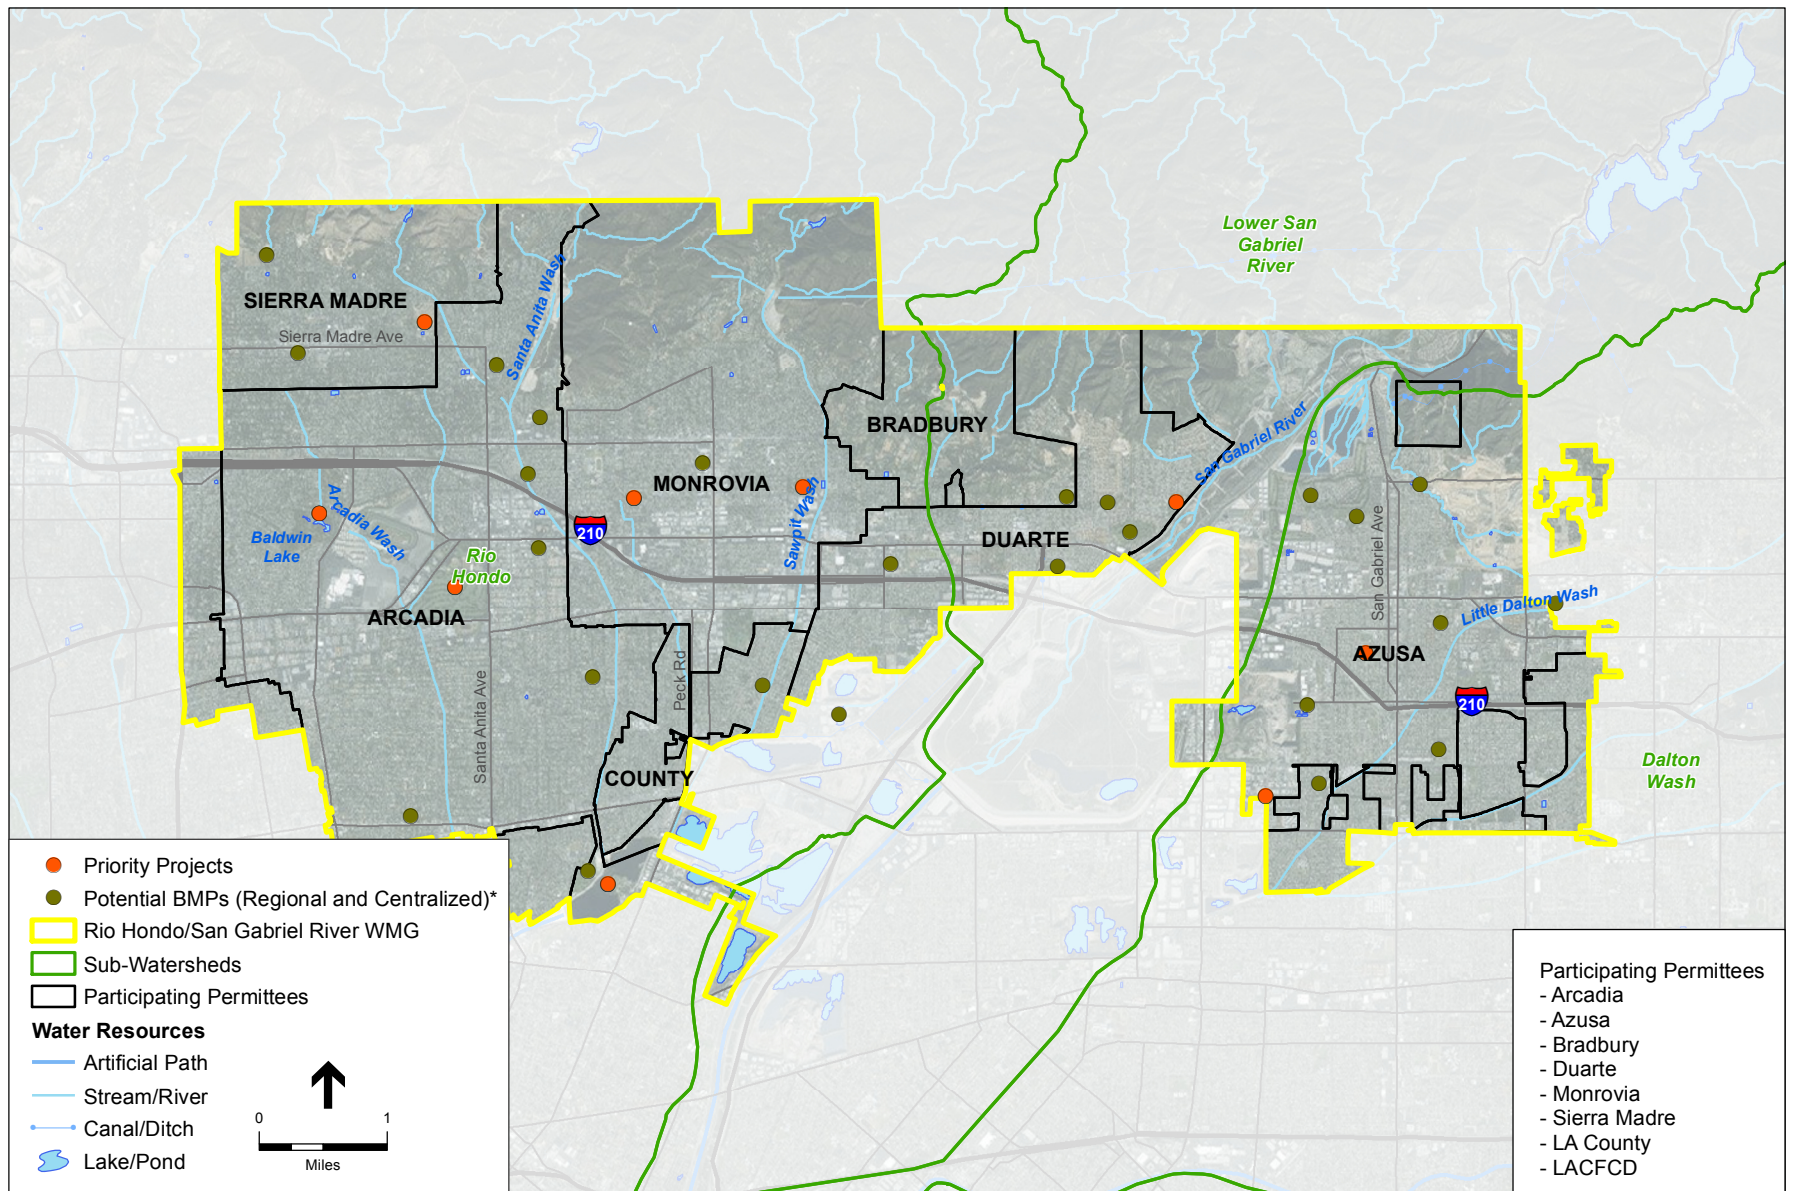 Lower San
Gabriel
River
SIERRA MADRE
Sierra Madre Ave
Santa Anita Wash
BRADBURY
San Gabriel River
MONROVIA
Arcadia Wash
Baldwin
Lake
Sawpit Wash
210
Rio
Hondo
DUARTE
San Gabriel Ave
Little Dalton Wash
ARCADIA
AZUSA
Peck Rd
Santa Anita Ave
210
COUNTY
Dalton
Wash
Priority Projects
Potential BMPs (Regional and Centralized)*
Rio Hondo/San Gabriel River WMG
Sub-Watersheds
Participating Permittees
Water Resources
Artificial Path
Stream/River
Canal/Ditch
Lake/Pond
0 1
Miles
Participating Permittees
- Arcadia
- Azusa
- Bradbury
- Duarte
- Monrovia
- Sierra Madre
- LA County
- LACFCD